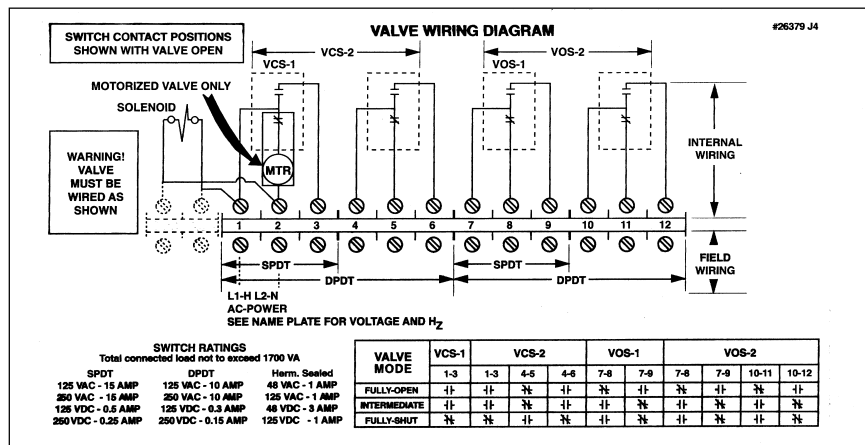 VALVE WIRING DIAGRAM
#26379 J4
SWITCH CONTACT POSITIONS
SHOWN WITH VALVE OPEN
VCS-2
VOS-2
VCS-1
VOS-1
MOTORIZED VALVE ONLY
SOLENOID
WARNING!
VALVE
MUST BE
WIRED AS
SHOWN
MTR
INTERNAL
WIRING
1 2 3 4 5 6 7 8 9 10 11 12
SPDT
SPDT
DPDT
DPDT
FIELD
WIRING
L1-H L2-N
AC-POWER
SEE NAME PLATE FOR VOLTAGE AND HZ
SWITCH RATINGS
Total connected load not to exceed 1700 VA
SPDT DPDT Herm. Sealed
125 VAC - 15 AMP 125 VAC - 10 AMP 48 VAC - 1 AMP
250 VAC - 15 AMP 250 VAC - 10 AMP 125 VAC - 1 AMP
125 VDC - 0.5 AMP 125 VDC - 0.3 AMP 48 VDC - 3 AMP
250 VDC - 0.25 AMP 250 VDC - 0.15 AMP 125 VDC - 1 AMP
VALVE MODE VCS-1 VCS-2 VOS-1 VOS-2
1-3 1-3 4-5 4-6 7-8 7-9 7-8 7-9 10-11 10-12
FULLY-OPEN
INTERMEDIATE
FULLY-SHUT